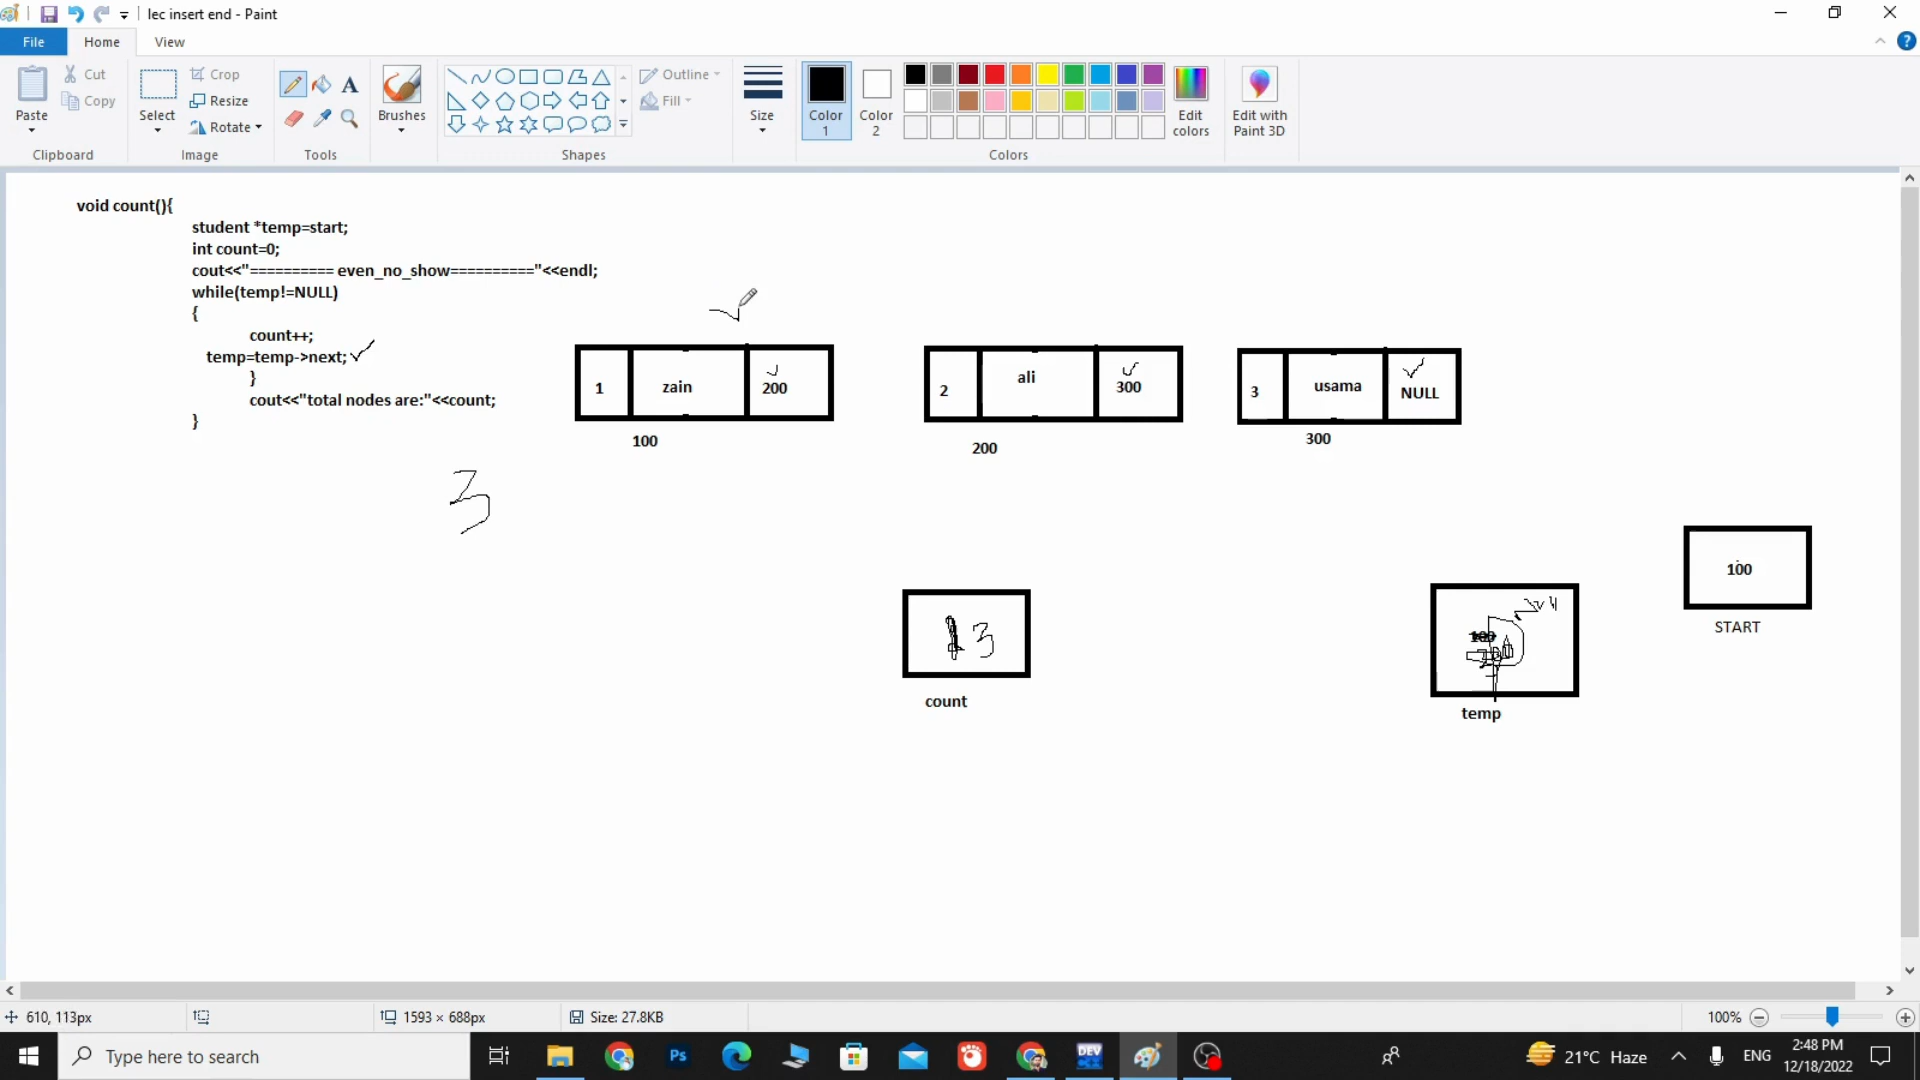 lec insert end - Paint
File Home View
Paste
Cut
Copy
Clipboard
Select
Crop
Resize
Rotate
Image
Tools
Brushes
Shapes
Outline
Fill
Size
Color 1
Color 2
Edit colors
Edit with Paint 3D
Colors
void count(){
student *temp=start;
int count=0;
cout<<"========== even_no_show=========="<<endl;
while(temp!=NULL)
{
count++;
temp=temp->next;
}
cout<<"total nodes are:"<<count;
}
1 zain 200
100
2 ali 300
200
3 usama NULL
300
3
3
count
temp
100
START
610, 113px
1593 × 688px
Size: 27.8KB
100%
Type here to search
Ps
DEV
21°C Haze
ENG
2:48 PM
12/18/2022